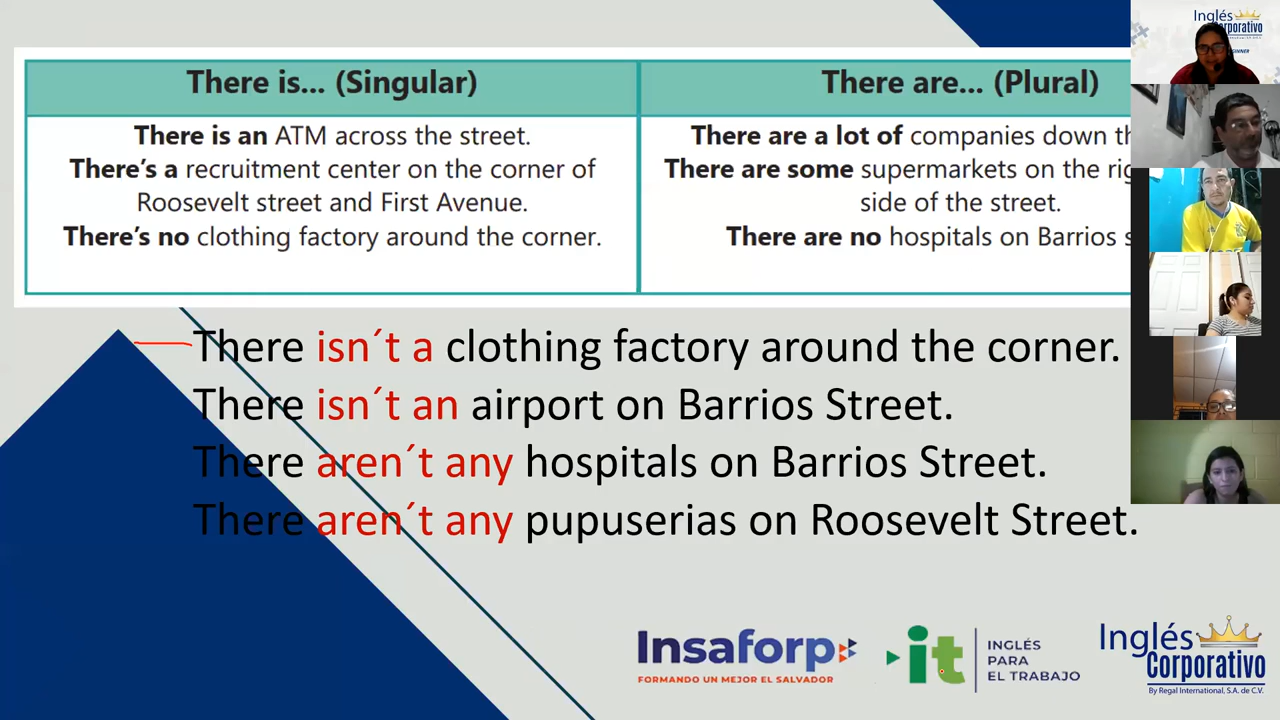 There is... (Singular)
There are... (Plural)
There is an ATM across the street.
There's a recruitment center on the corner of
Roosevelt street and First Avenue.
There's no clothing factory around the corner.
There are a lot of companies down
There are some supermarkets on the
side of the street.
There are no hospitals on Barrios
There isn´t a clothing factory around the corner.
There isn´t an airport on Barrios Street.
There aren´t any hospitals on Barrios Street.
There aren´t any pupuserias on Roosevelt Street.
Insaforp
FORMANDO UN MEJOR EL SALVADOR
it
INGLÉS
PARA
EL TRABAJO
Inglés
Corporativo
By Regal International, S.A. de C.V.
Inglés
Corporativo